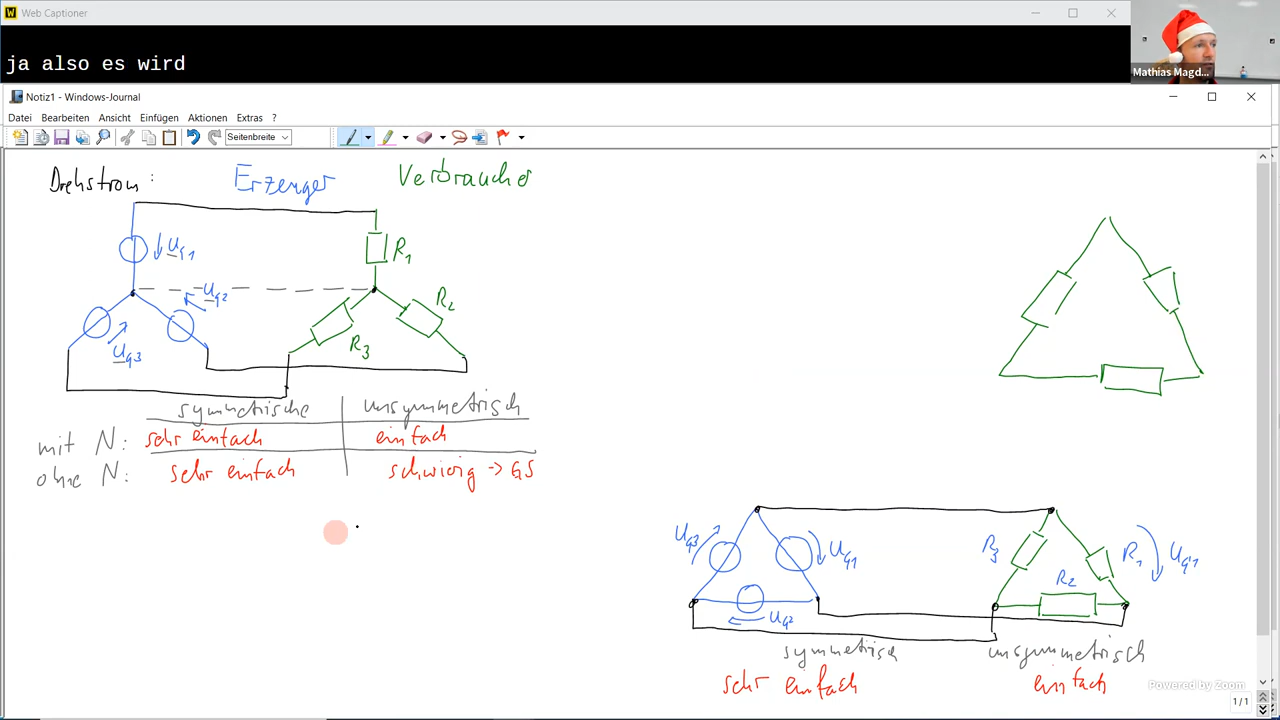 Web Captioner
ja also es wird
Mathias Magd...
Notiz1 - Windows-Journal
Datei Bearbeiten Ansicht Einfügen Aktionen Extras ?
Seitenbreite
Drehstrom: Erzeuger Verbraucher
Uq1 R1
Uq2 R2
Uq3 R3
symmetrische unsymmetrisch
mit N: sehr einfach einfach
ohne N: sehr einfach schwierig → GS
Uq3 Uq1 R3 R1 Uq1
Uq2 R2
symmetrisch unsymmetrisch
sehr einfach einfach
Powered by Zoom
1/1